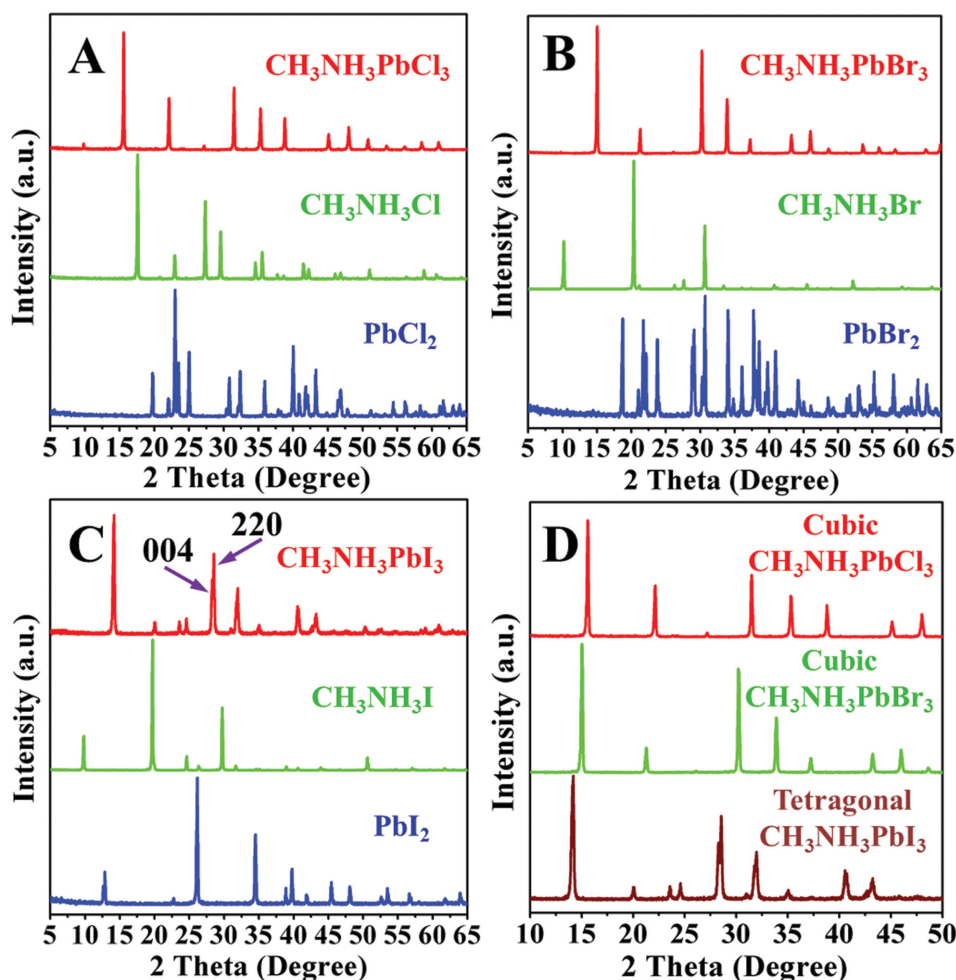 A
CH₃NH₃PbCl₃
CH₃NH₃Cl
PbCl₂
Intensity (a.u.)
5 10 15 20 25 30 35 40 45 50 55 60 65
2 Theta (Degree)
B
CH₃NH₃PbBr₃
CH₃NH₃Br
PbBr₂
Intensity (a.u.)
5 10 15 20 25 30 35 40 45 50 55 60 65
2 Theta (Degree)
C
004
220
CH₃NH₃PbI₃
CH₃NH₃I
PbI₂
Intensity (a.u.)
5 10 15 20 25 30 35 40 45 50 55 60 65
2 Theta (Degree)
D
Cubic
CH₃NH₃PbCl₃
Cubic
CH₃NH₃PbBr₃
Tetragonal
CH₃NH₃PbI₃
Intensity (a.u.)
10 15 20 25 30 35 40 45 50
2 Theta (Degree)